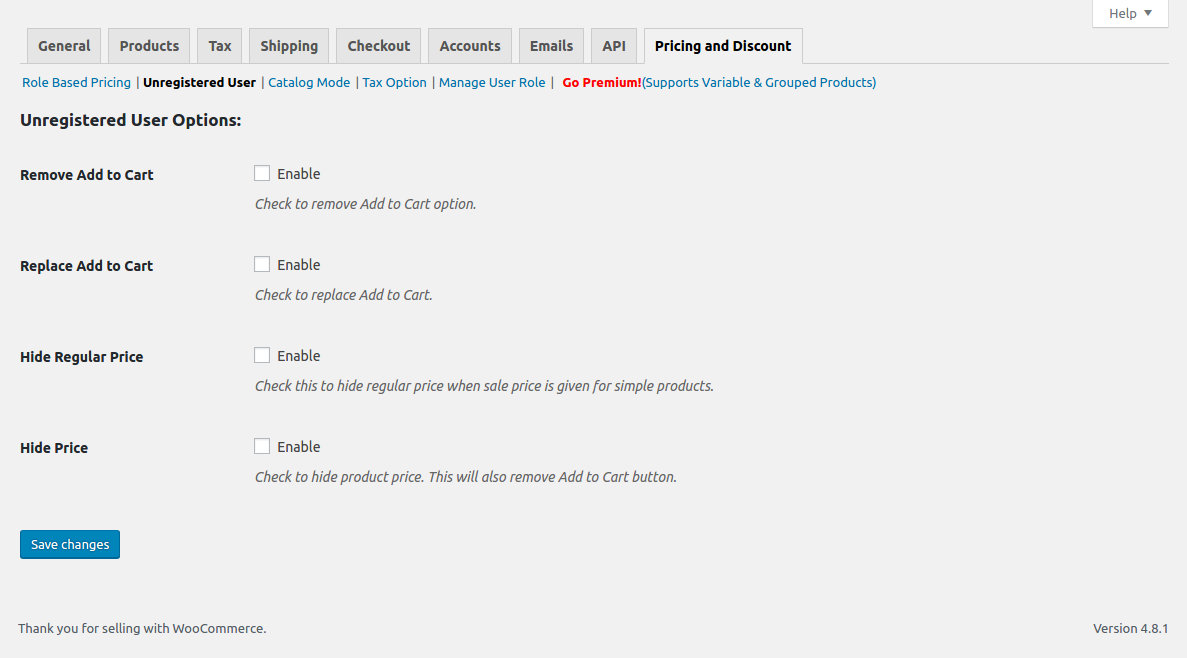 Help
General Products Tax Shipping Checkout Accounts Emails API Pricing and Discount
Role Based Pricing | Unregistered User | Catalog Mode | Tax Option | Manage User Role | Go Premium!(Supports Variable & Grouped Products)
Unregistered User Options:
Remove Add to Cart Enable
Check to remove Add to Cart option.
Replace Add to Cart Enable
Check to replace Add to Cart.
Hide Regular Price Enable
Check this to hide regular price when sale price is given for simple products.
Hide Price Enable
Check to hide product price. This will also remove Add to Cart button.
Save changes
Thank you for selling with WooCommerce. Version 4.8.1